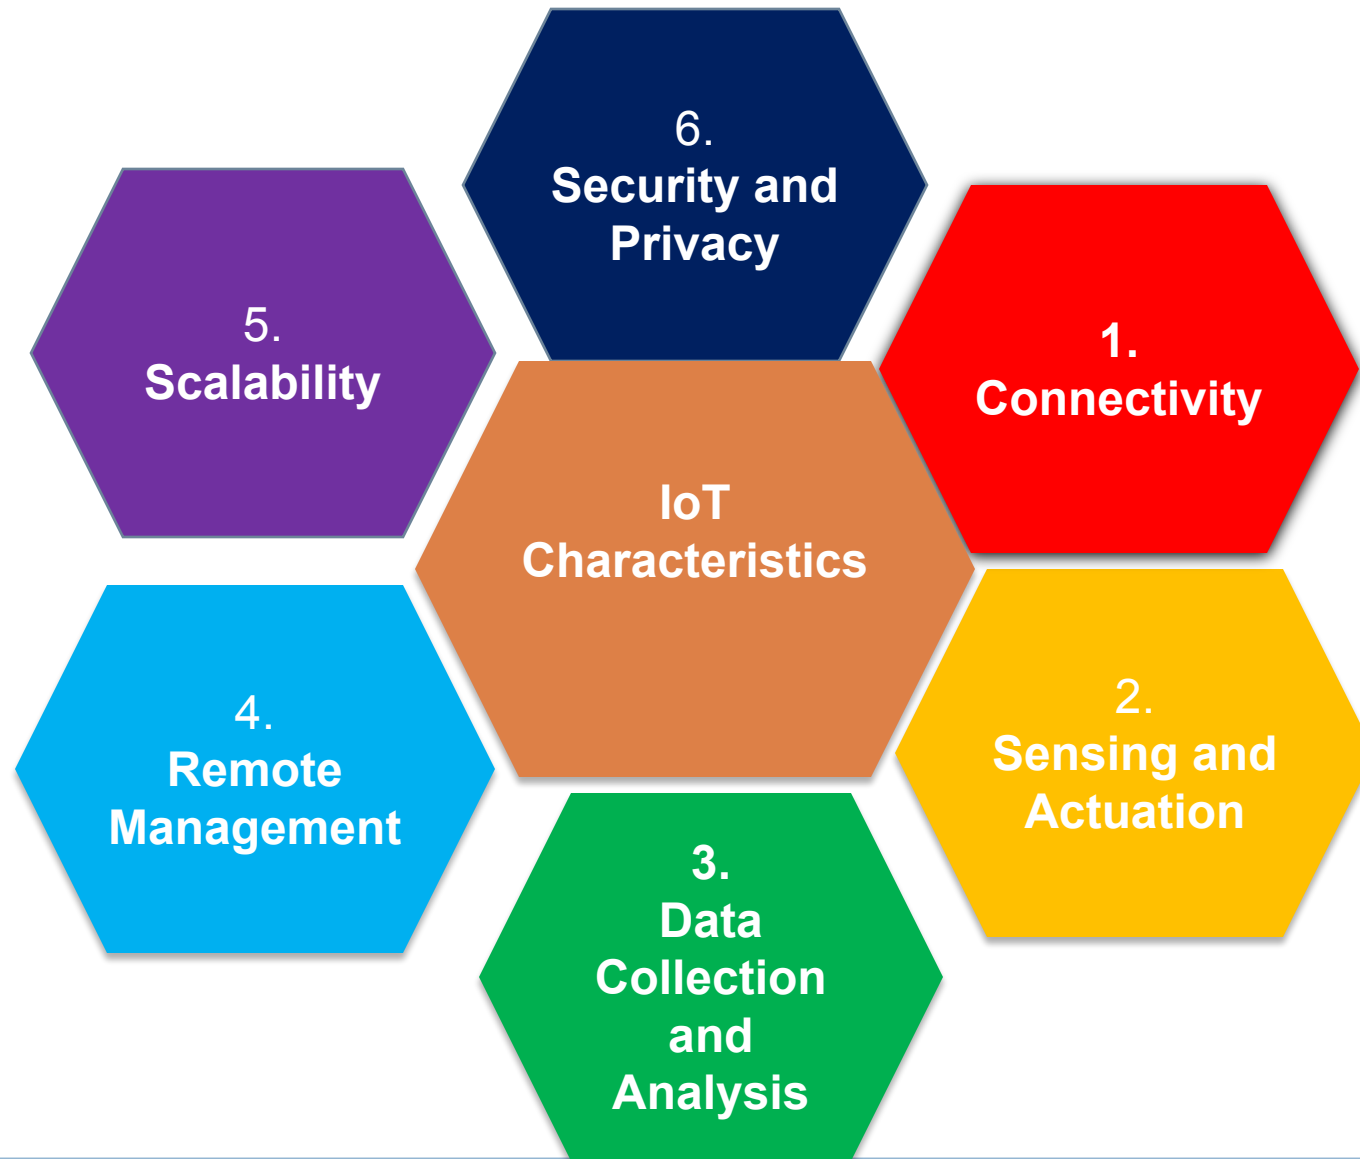 6.
Security and
Privacy
5.
Scalability
1.
Connectivity
IoT
Characteristics
4.
Remote
Management
2.
Sensing and
Actuation
3.
Data
Collection
and
Analysis